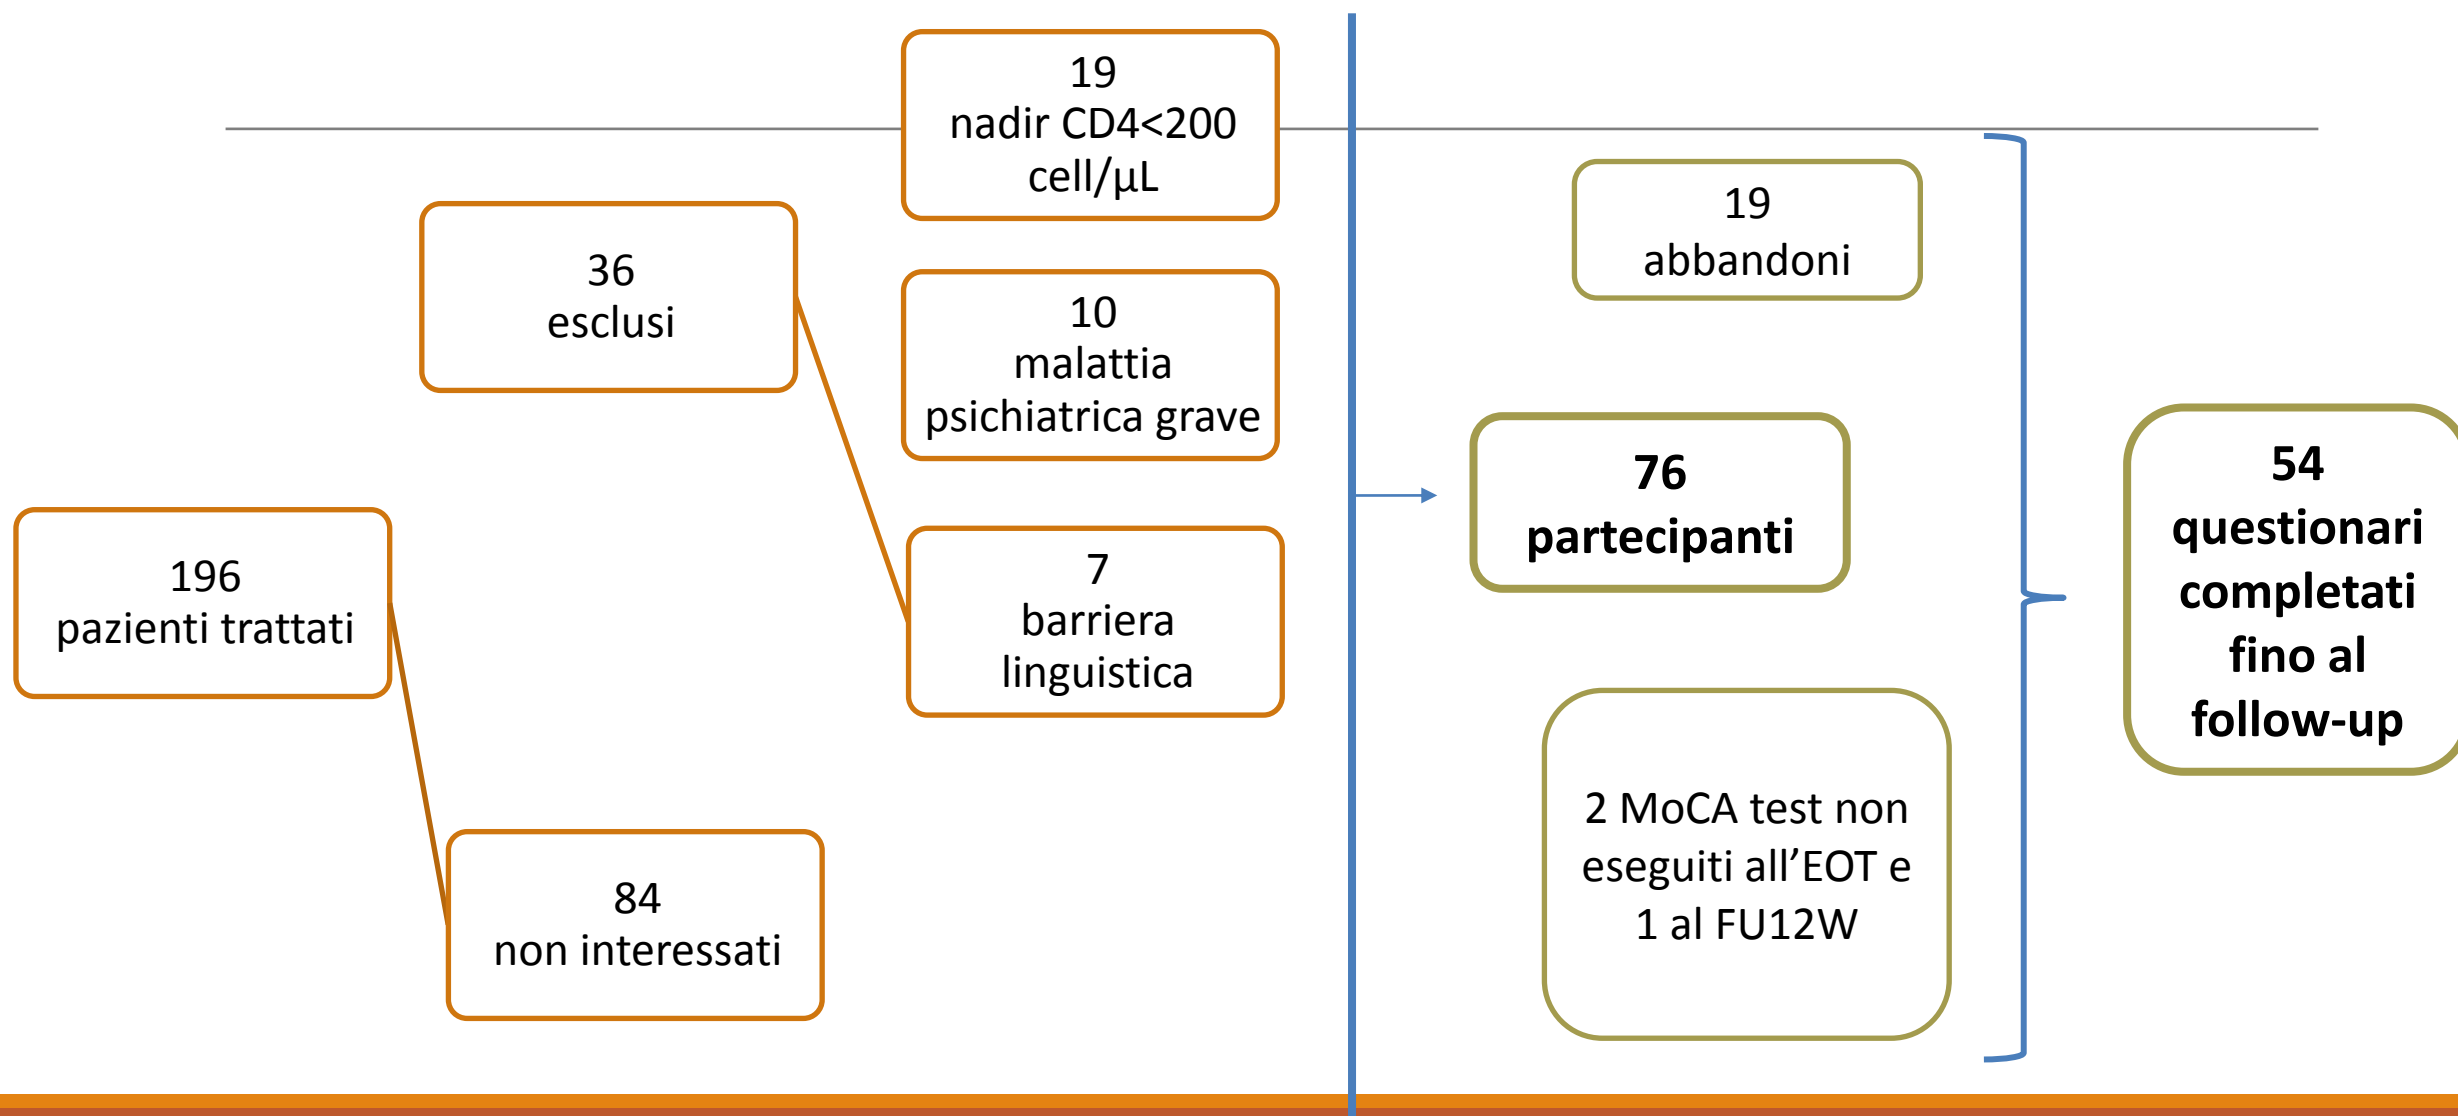 196
pazienti trattati
36
esclusi
84
non interessati
19
nadir CD4<200
cell/µL
10
malattia
psichiatrica grave
7
barriera
linguistica
19
abbandoni
76
partecipanti
2 MoCA test non
eseguiti all’EOT e
1 al FU12W
54
questionari
completati
fino al
follow-up